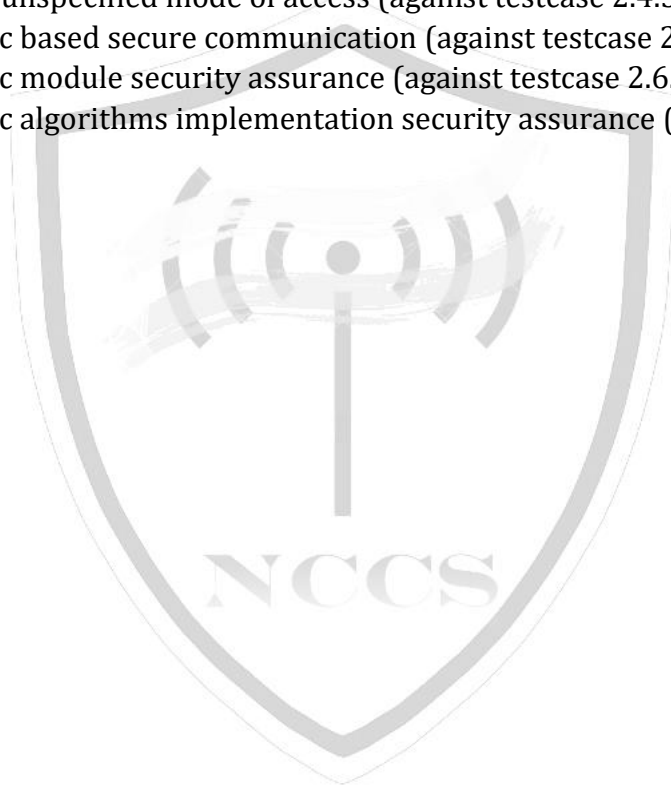 unspecified mode of access (against testcase 2.4.
c based secure communication (against testcase 2
c module security assurance (against testcase 2.6.
c algorithms implementation security assurance (
NCCS